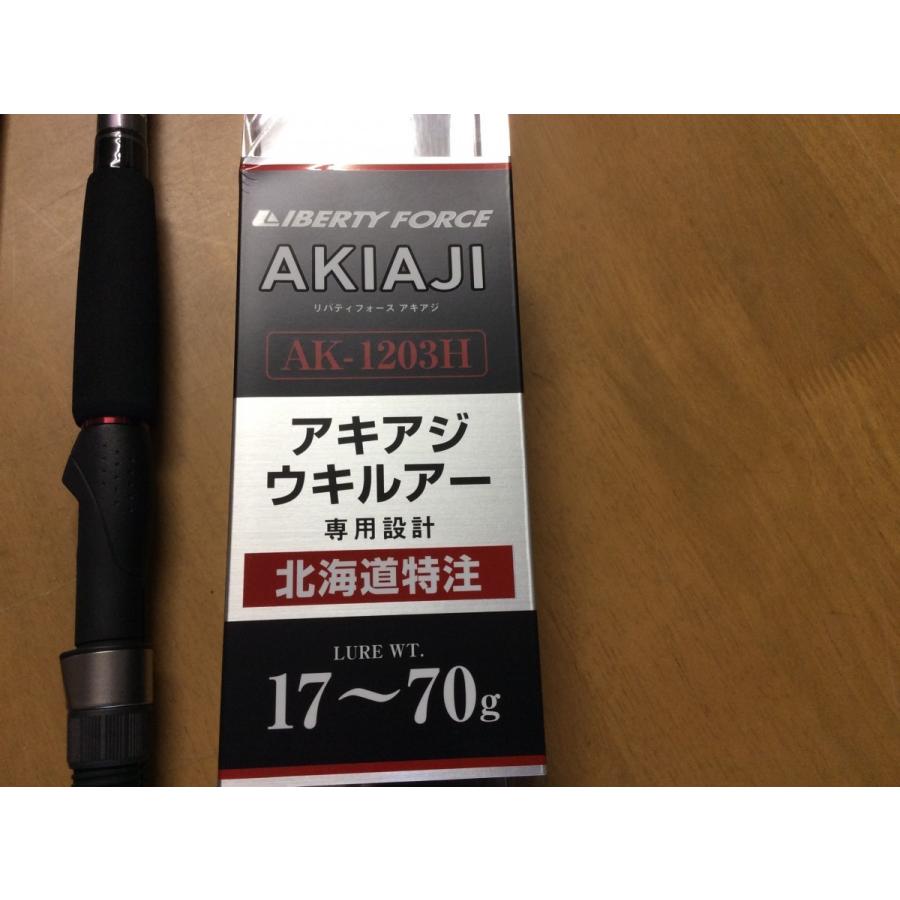 LIBERTY FORCE
AKIAJI
リバティフォース アキアジ
AK-1203H
アキアジ
ウキルアー
専用設計
北海道特注
LURE WT.
17～70g